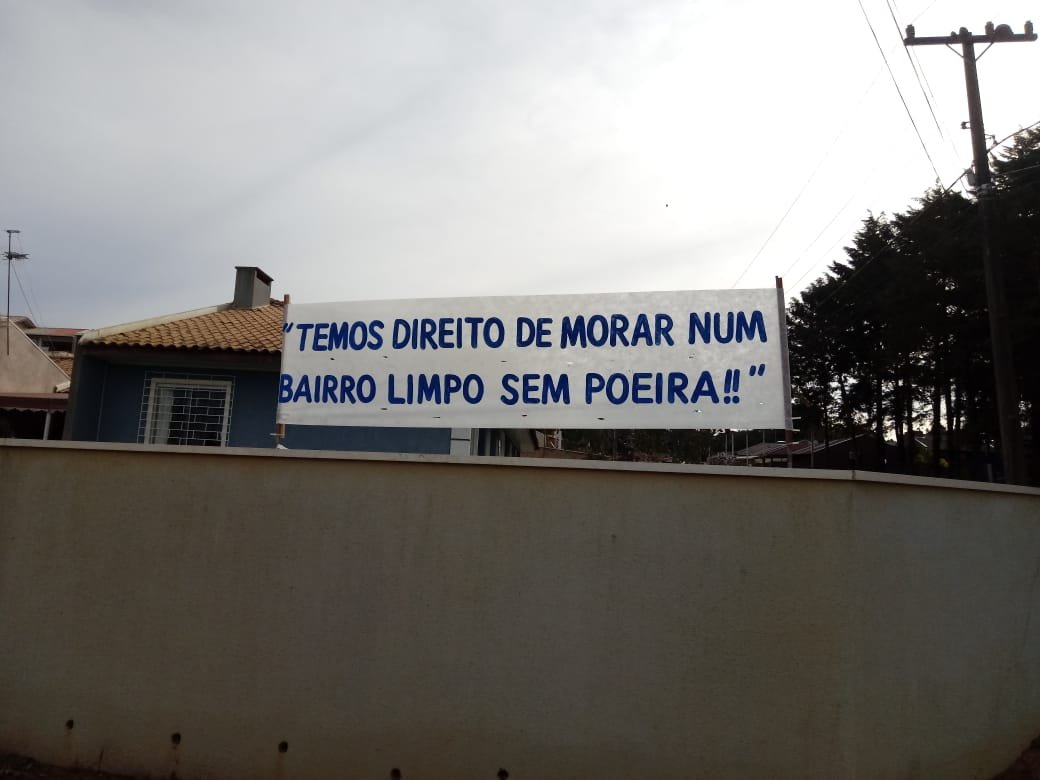 "TEMOS DIREITO DE MORAR NUM
BAIRRO LIMPO SEM POEIRA!!"